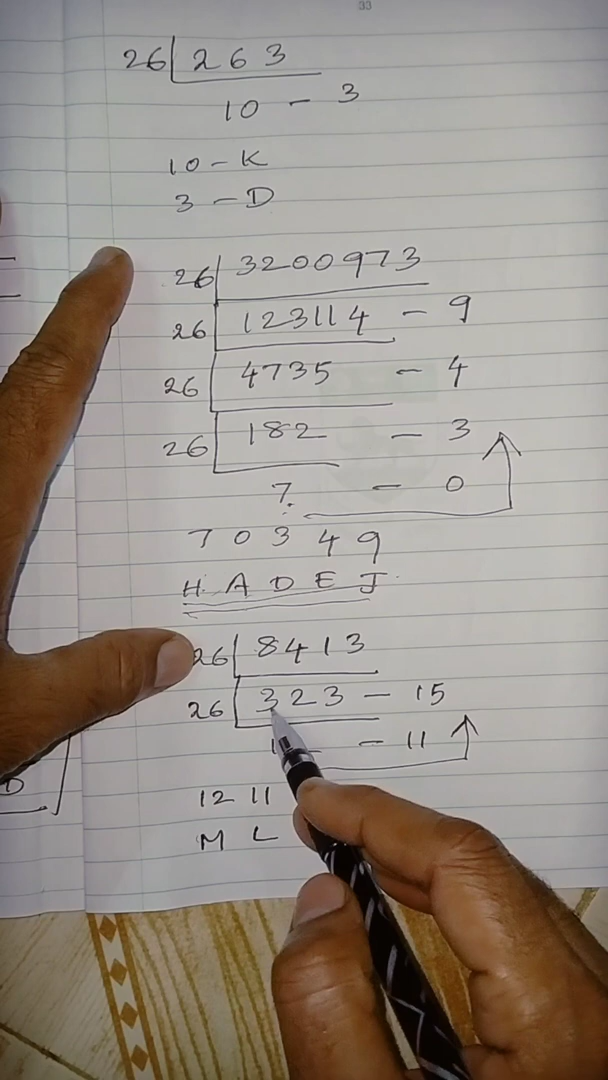 33
26 263
10 - 3
10 - K
3 - D
26 3200973
26 123114 - 9
26 4735 - 4
26 182 - 3
7 - 0
7 0 3 4 9
H A D E J
26 8413
26 323 - 15
- 11
12 11
M L
D